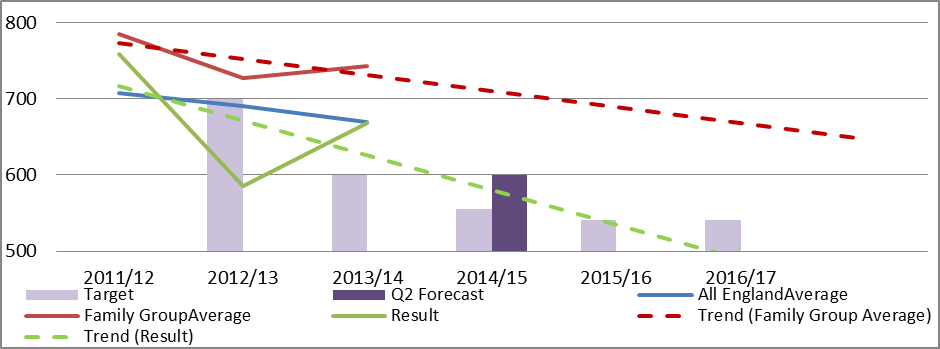 800
700
600
500
2011/12 2012/13 2013/14 2014/15 2015/16 2016/17
Target Q2 Forecast All EnglandAverage
Family GroupAverage Result Trend (Family Group Average)
Trend (Result)